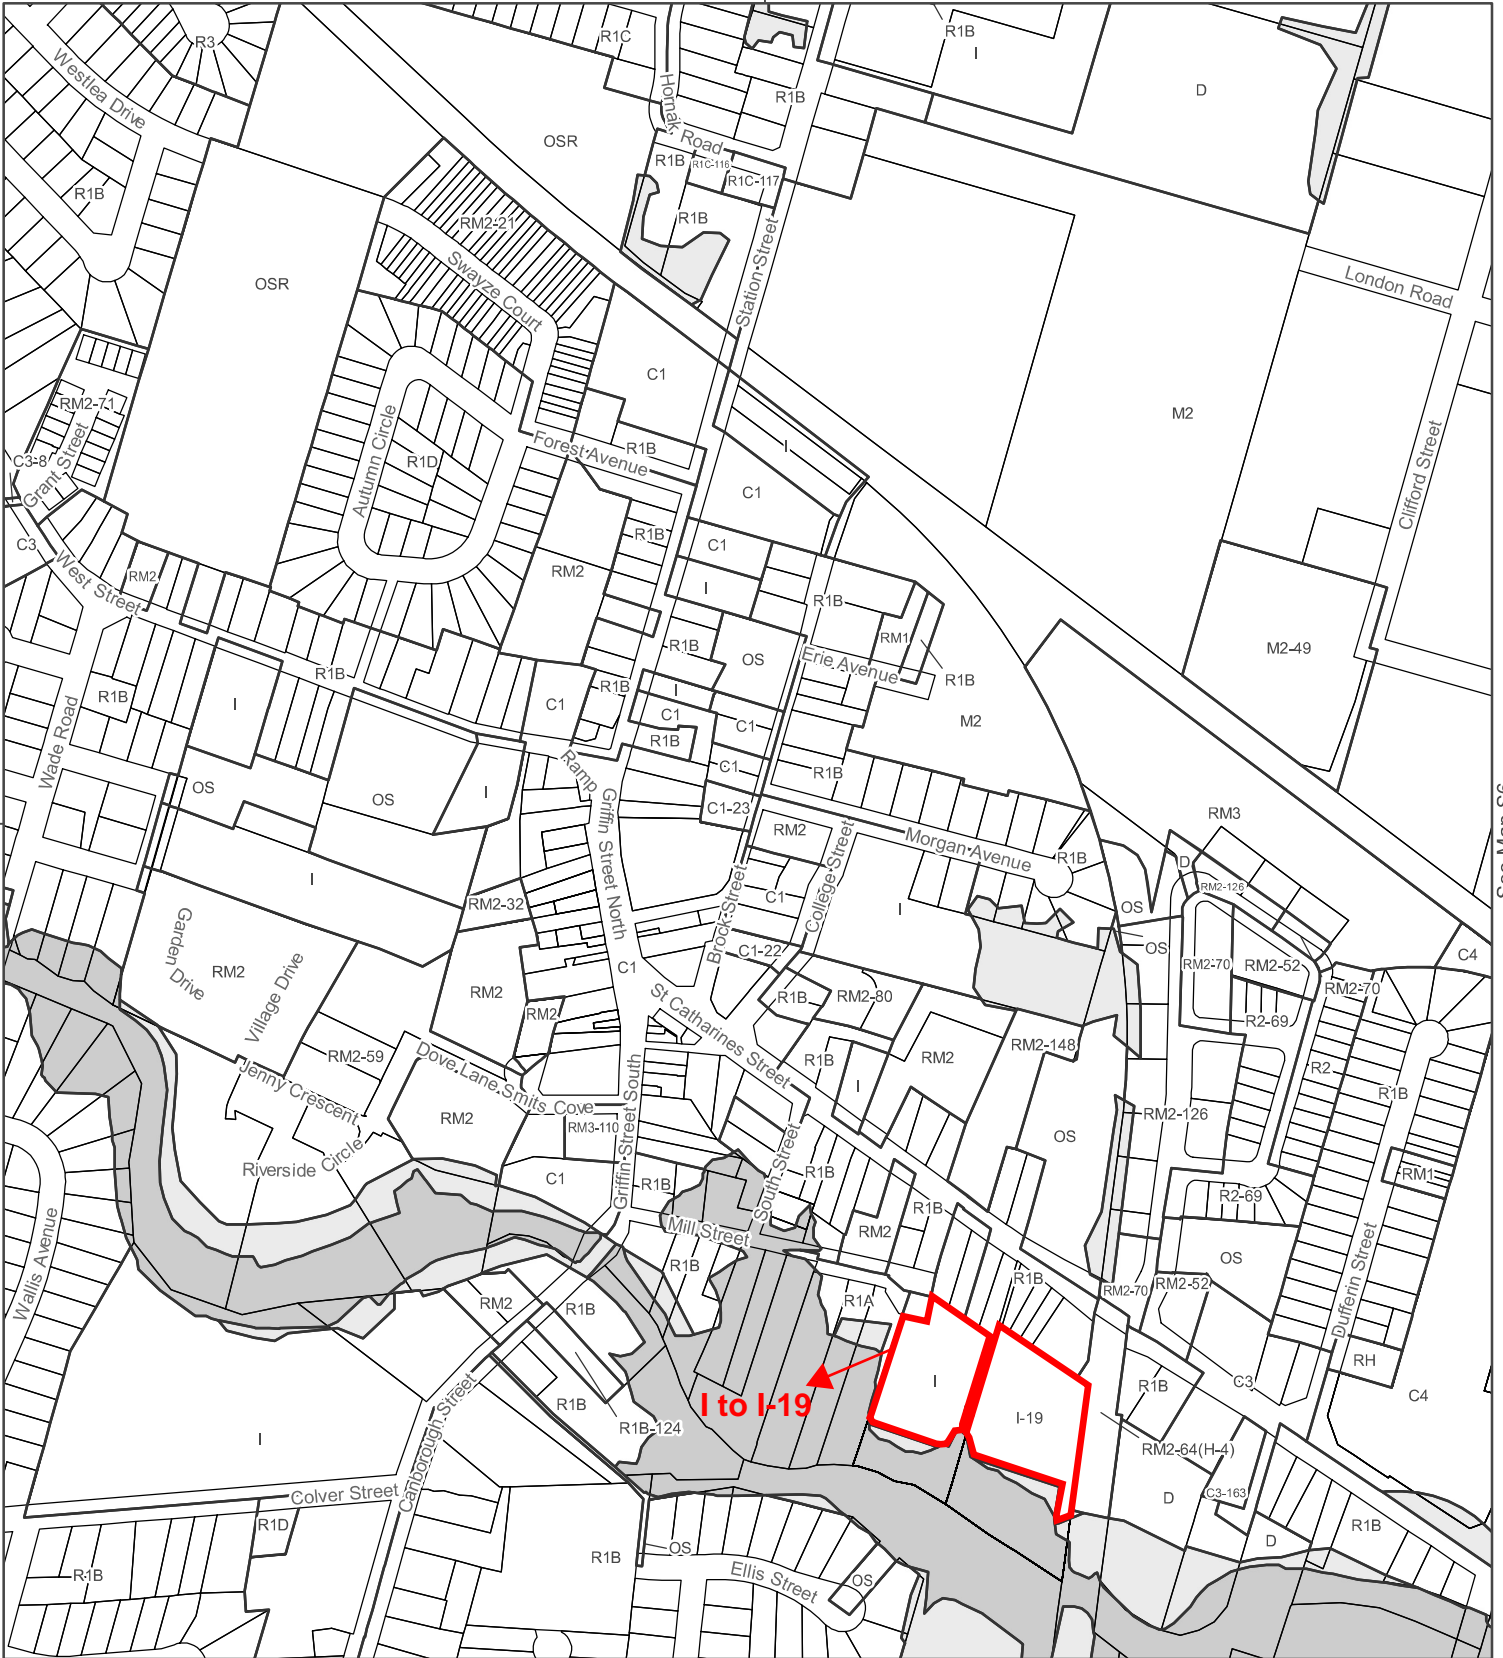 R3
R1C
R1B
I
Westlea Drive
Hornak Road
R1B
D
OSR
R1B
R1C-116
R1C-117
R1B
RM2-21
R1B
Swayze Court
Station Street
OSR
London Road
C1
M2
RM2-71
Autumn Circle
R1D
Forest Avenue
R1B
I
C3-8
Grant Street
C1
Clifford Street
C3
West Street
RM2
R1B
C1
RM2
I
R1B
RM1
R1B
OS
Erie Avenue
M2-49
R1B
R1B
I
R1B
C1
R1B
I
C1
C1
M2
R1B
Wade Road
Ramp
C1
R1B
OS
OS
I
Griffin Street North
C1-23
RM2
RM3
See Map S6
College Street
Morgan Avenue
R1B
D
RM2-126
I
RM2-32
C1
I
OS
OS
Brock Street
C1-22
C4
Garden Drive
RM2
Village Drive
C1
RM2-70
RM2-52
RM2
RM2-70
R1B
RM2-80
RM2
St Catharines Street
R2-69
RM2-59
Dove Lane
Smits Cove
R1B
I
RM2
RM2-148
R2
R1B
Jenny Crescent
RM2
RM3-110
Griffin Street South
RM2-126
OS
Riverside Circle
C1
R1B
South Street
R1B
RM1
R2-69
Mill Street
RM2
R1B
OS
Wallis Avenue
R1B
R1B
RM2-70
RM2-52
Dufferin Street
RM2
R1B
R1A
RH
I
I to I-19
R1B
C3
C4
R1B
R1B-124
I-19
RM2-64(H-4)
I
Canborough Street
Colver Street
D
C3-163
R1D
R1B
D
R1B
OS
R1B
Ellis Street
OS